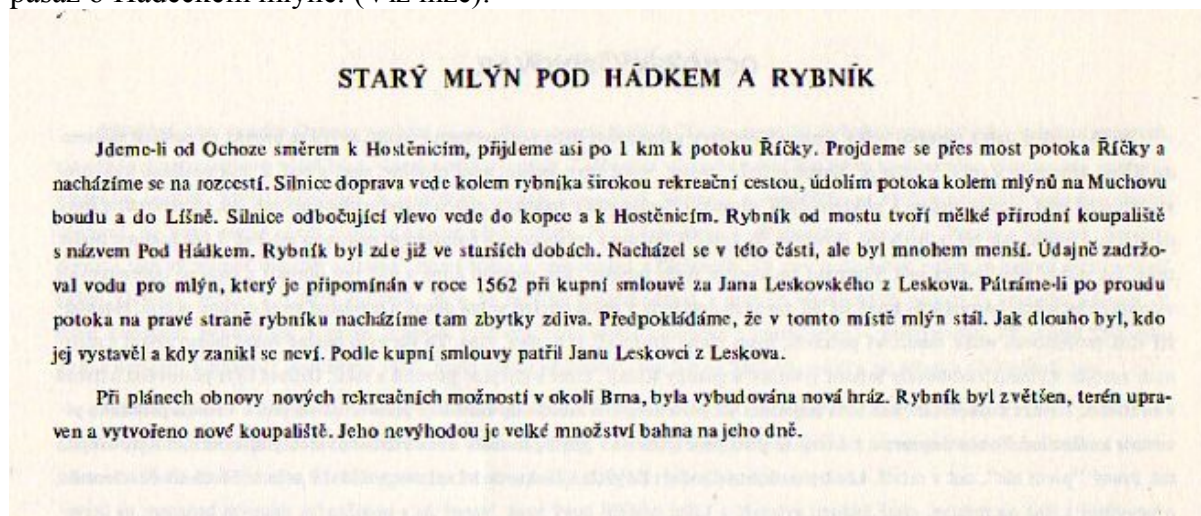 pasáž o Hádeckém mlýně. (Viz níže).
STARÝ MLÝN POD HÁDKEM A RYBNÍK
Jdeme-li od Ochoze směrem k Hostěnicím, přijdeme asi po 1 km k potoku Říčky. Projdeme se přes most potoka Říčky a
nacházíme se na rozcestí. Silnice doprava vede kolem rybníka širokou rekreační cestou, údolím potoka kolem mlýnů na Muchovu
boudu a do Líšně. Silnice odbočující vlevo vede do kopce a k Hostěnicím. Rybník od mostu tvoří mělké přírodní koupaliště
s názvem Pod Hádkem. Rybník byl zde již ve starších dobách. Nacházel se v této části, ale byl mnohem menší. Údajně zadržo-
val vodu pro mlýn, který je připomínán v roce 1562 při kupní smlouvě za Jana Leskovského z Leskova. Pátráme-li po proudu
potoka na pravé straně rybníku nacházíme tam zbytky zdiva. Předpokládáme, že v tomto místě mlýn stál. Jak dlouho byl, kdo
jej vystavěl a kdy zanikl se neví. Podle kupní smlouvy patřil Janu Leskovci z Leskova.
Při plánech obnovy nových rekreačních možností v okolí Brna, byla vybudována nová hráz. Rybník byl zvětšen, terén upra-
ven a vytvořeno nové koupaliště. Jeho nevýhodou je velké množství bahna na jeho dně.